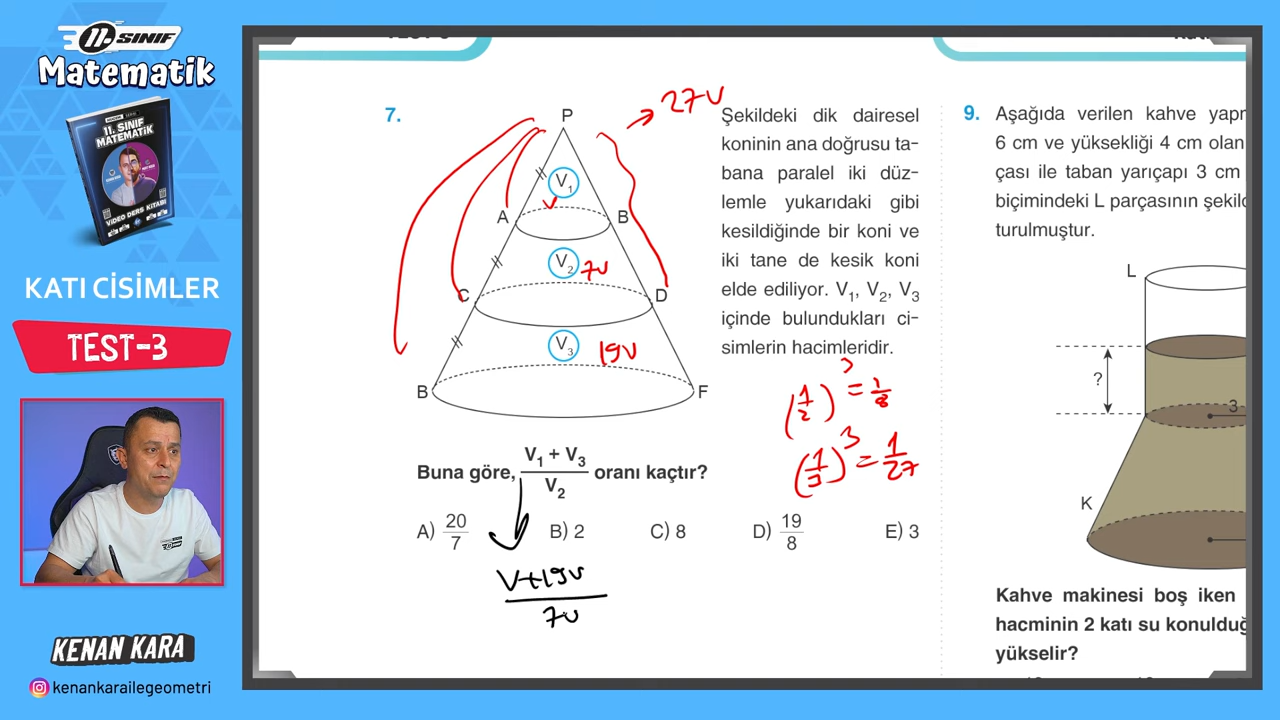 11. SINIF
Matematik
11. SINIF
MATEMATİK
VİDEO DERS KİTABI
KATI CİSİMLER
TEST-3
KENAN KARA
kenankarailegeometri
7.
P
→ 27V
V1
V
A
B
V2
7V
C
D
V3
19V
B
F
Şekildeki dik dairesel
koninin ana doğrusu ta-
bana paralel iki düz-
lemle yukarıdaki gibi
kesildiğinde bir koni ve
iki tane de kesik koni
elde ediliyor. V1, V2, V3
içinde bulundukları ci-
simlerin hacimleridir.
(1/2)^3 = 1/8
(1/3)^3 = 1/27
Buna göre, V1 + V3 / V2 oranı kaçtır?
A) 20/7 B) 2 C) 8 D) 19/8 E) 3
V+19V
7V
9. Aşağıda verilen kahve yapı
6 cm ve yüksekliği 4 cm olan
çası ile taban yarıçapı 3 cm
biçimindeki L parçasının şekild
turulmuştur.
L
?
3
K
Kahve makinesi boş iken
hacminin 2 katı su konulduğ
yükselir?